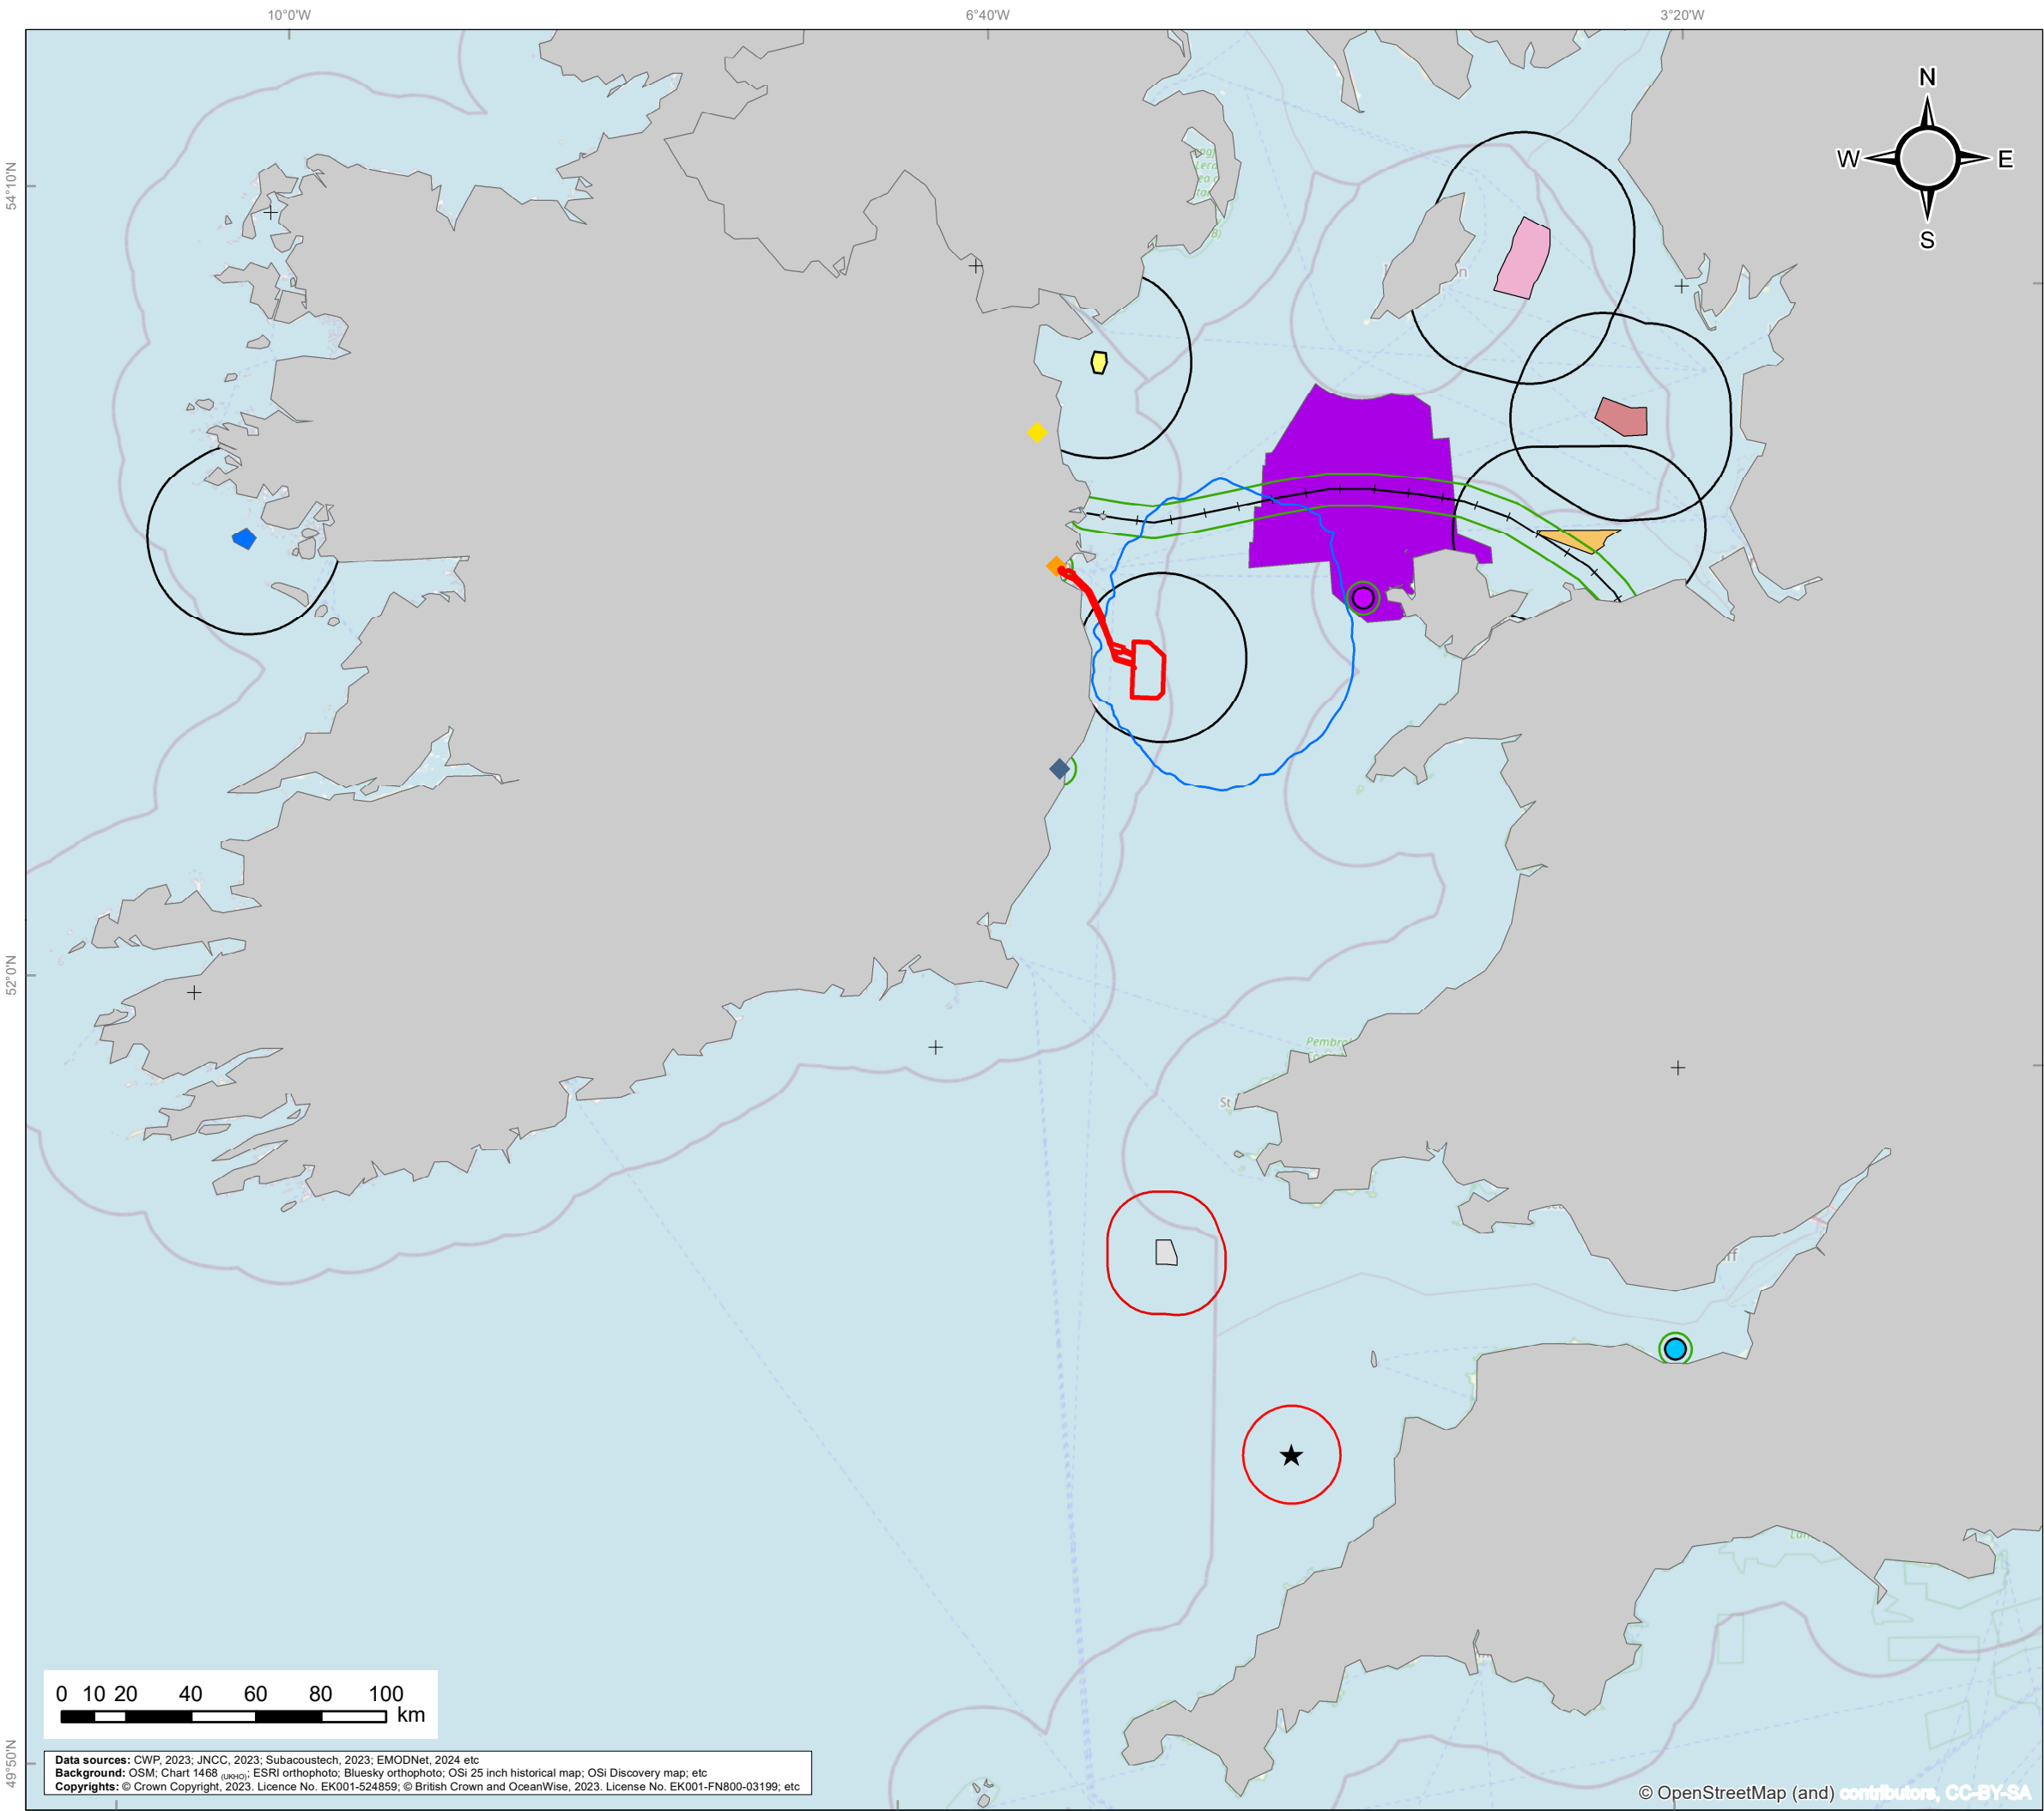 10°0'W 6°40'W 3°20'W
N
W E
S
54°10'N
52°0'N
49°50'N
Pembro
St
ff
0 10 20 40 60 80 100
km
Data sources: CWP, 2023; JNCC, 2023; Subacoustech, 2023; EMODNet, 2024 etc
Background: OSM; Chart 1468 (UKHO); ESRI orthophoto; Bluesky orthophoto; OSi 25 inch historical map; OSi Discovery map; etc
Copyrights: © Crown Copyright, 2023. Licence No. EK001-524859; © British Crown and OceanWise, 2023. License No. EK001-FN800-03199; etc
© OpenStreetMap (and) contributors, CC-BY-SA